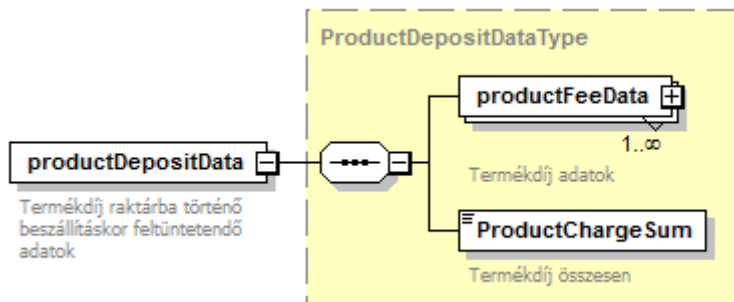 ProductDepositDataType
productFeeData
1..∞
Termékdíj adatok
productDepositData
Termékdíj raktárba történő
beszállításkor feltüntetendő
adatok
ProductChargeSum
Termékdíj összesen